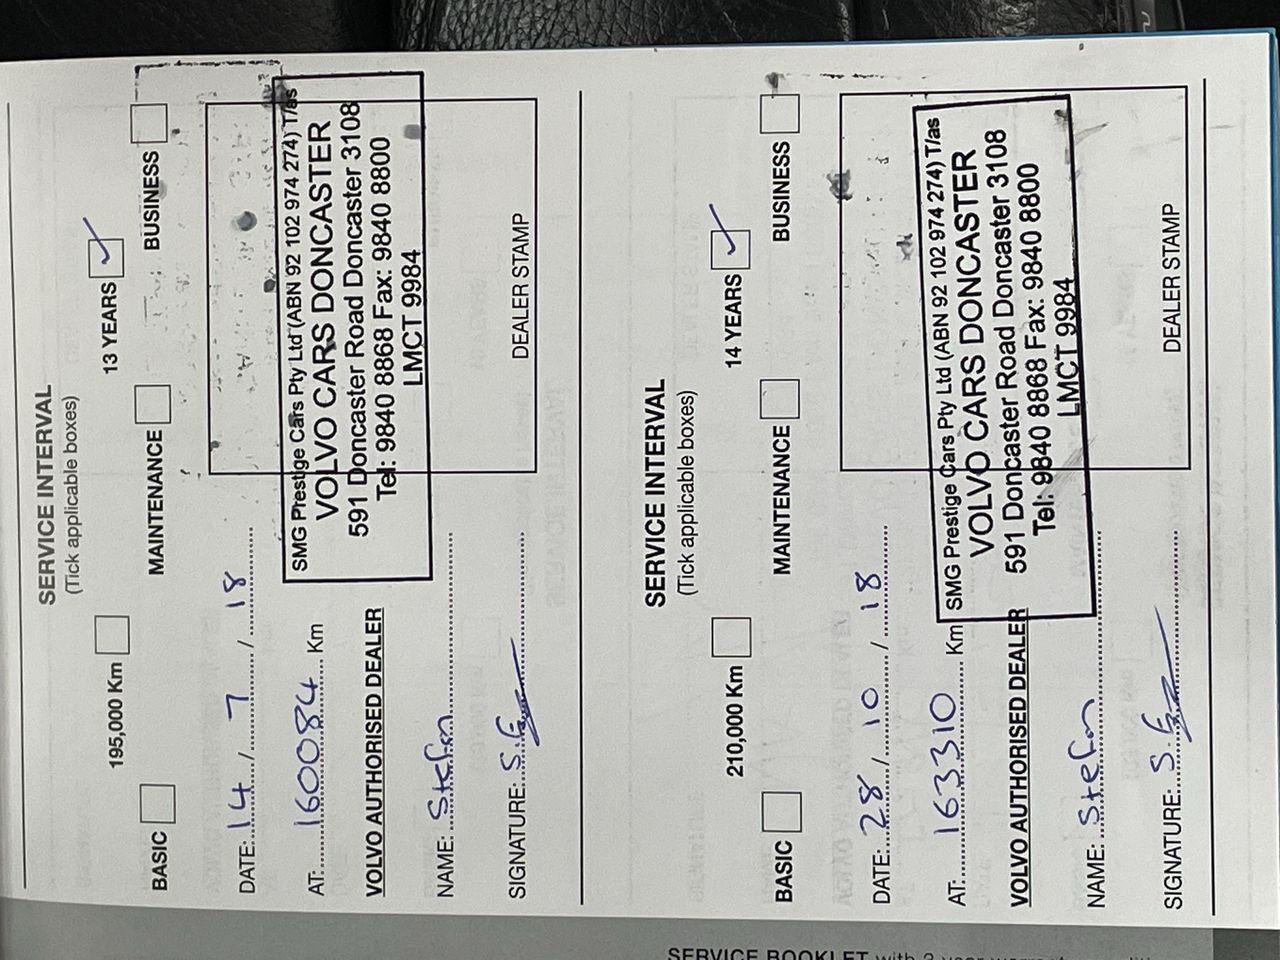 SERVICE INTERVAL
(Tick applicable boxes)
195,000 Km 13 YEARS
BASIC MAINTENANCE BUSINESS
DATE: 14 / 7 / 18
AT: 160084 Km
VOLVO AUTHORISED DEALER
NAME: Stefan
SIGNATURE: S.
SMG Prestige Cars Pty Ltd (ABN 92 102 974 274) T/as
VOLVO CARS DONCASTER
591 Doncaster Road Doncaster 3108
Tel: 9840 8868 Fax: 9840 8800
LMCT 9984
DEALER STAMP
SERVICE INTERVAL
(Tick applicable boxes)
210,000 Km 14 YEARS
BASIC MAINTENANCE BUSINESS
DATE: 28 / 10 / 18
AT: 163310 Km
VOLVO AUTHORISED DEALER
NAME: Stefan
SIGNATURE: S.
SMG Prestige Cars Pty Ltd (ABN 92 102 974 274) T/as
VOLVO CARS DONCASTER
591 Doncaster Road Doncaster 3108
Tel: 9840 8868 Fax: 9840 8800
LMCT 9984
DEALER STAMP
SERVICE BOOKLET with